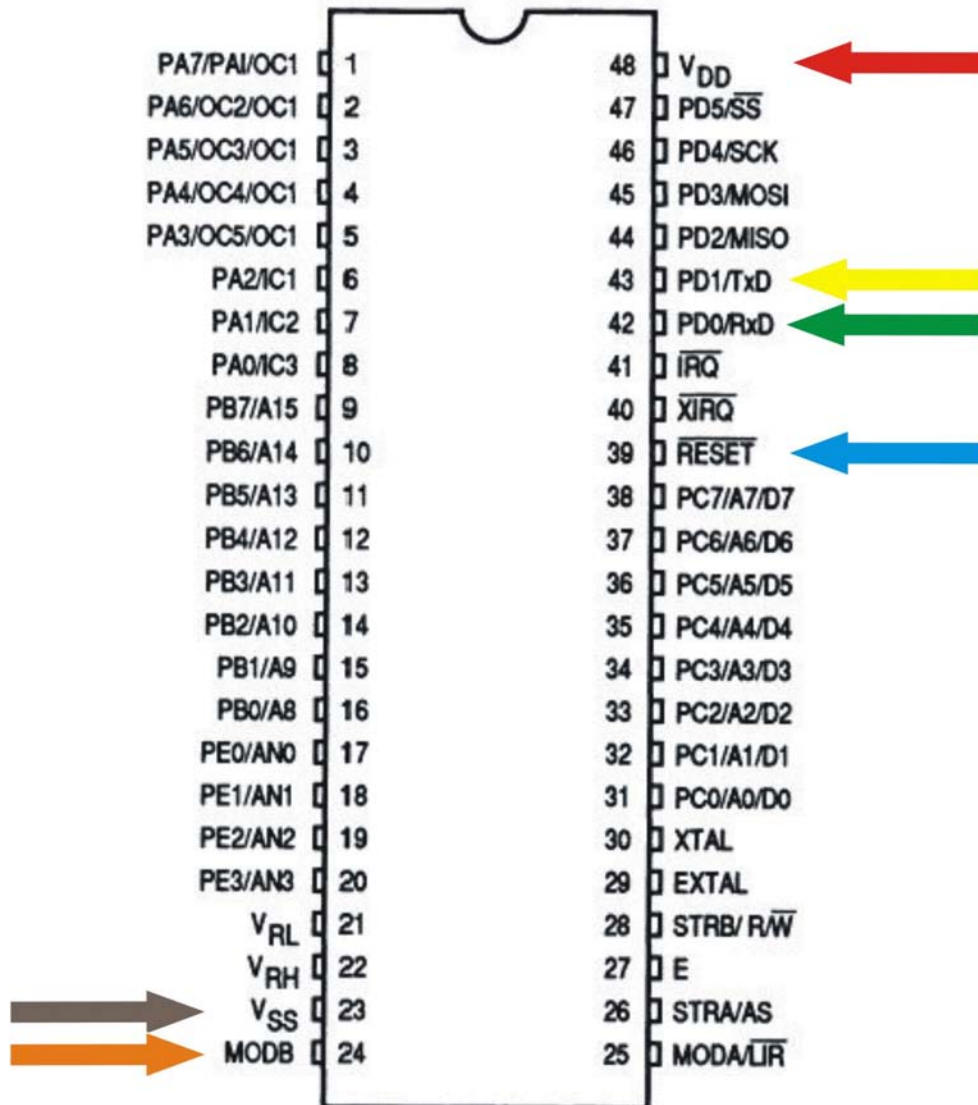 PA7/PAI/OC1 1 48 VDD
PA6/OC2/OC1 2 47 PD5/S̅S̅
PA5/OC3/OC1 3 46 PD4/SCK
PA4/OC4/OC1 4 45 PD3/MOSI
PA3/OC5/OC1 5 44 PD2/MISO
PA2/IC1 6 43 PD1/TxD
PA1/IC2 7 42 PD0/RxD
PA0/IC3 8 41 I̅R̅Q̅
PB7/A15 9 40 X̅I̅R̅Q̅
PB6/A14 10 39 R̅E̅S̅E̅T̅
PB5/A13 11 38 PC7/A7/D7
PB4/A12 12 37 PC6/A6/D6
PB3/A11 13 36 PC5/A5/D5
PB2/A10 14 35 PC4/A4/D4
PB1/A9 15 34 PC3/A3/D3
PB0/A8 16 33 PC2/A2/D2
PE0/AN0 17 32 PC1/A1/D1
PE1/AN1 18 31 PC0/A0/D0
PE2/AN2 19 30 XTAL
PE3/AN3 20 29 EXTAL
VRL 21 28 STRB/ R/W̅
VRH 22 27 E
VSS 23 26 STRA/AS
MODB 24 25 MODA/L̅I̅R̅